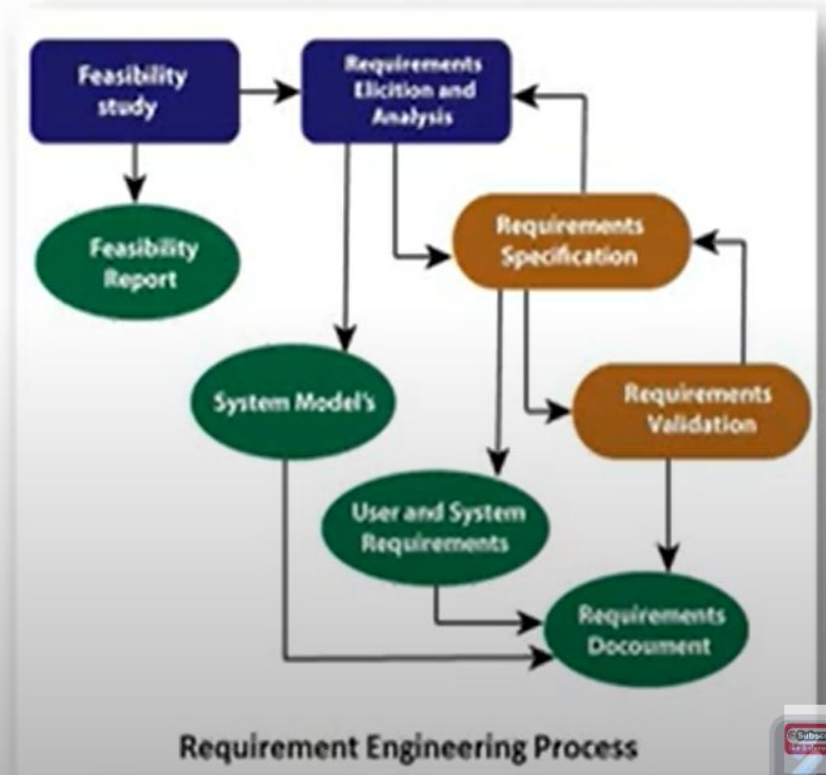 Feasibility
study
Requirements
Elicition and
Analysis
Requirements
Specification
Feasibility
Report
System Model's
Requirements
Validation
User and System
Requirements
Requirements
Docoument
Requirement Engineering Process